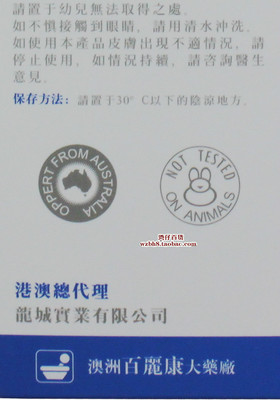 請置于幼兒無法取得之處。
如不慎接觸到眼睛，請用清水沖洗。
如使用本產品皮膚出現不適情況，請
停止使用，如情況持續，請咨詢醫生
意見。
保存方法：請置于30°C以下的陰凉地方。
OPPERT FROM AUSTRALIA
NOT TESTED ON ANIMALS
wzbh8.taobao.com
港澳總代理
龍城實業有限公司
澳洲百麗康大藥廠